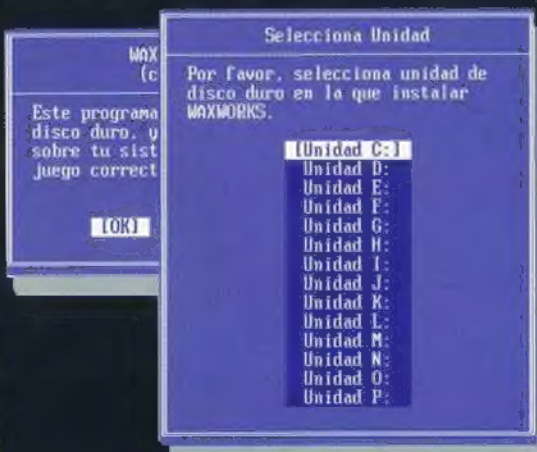 WAX
(c
Este programa
disco duro, y
sobre tu sist
juego correct
[OK]
Selecciona Unidad
Por favor, selecciona unidad de
disco duro en la que instalar
WAXWORKS.
[Unidad C:]
Unidad D:
Unidad E:
Unidad F:
Unidad G:
Unidad H:
Unidad I:
Unidad J:
Unidad K:
Unidad L:
Unidad M:
Unidad N:
Unidad O:
Unidad P: